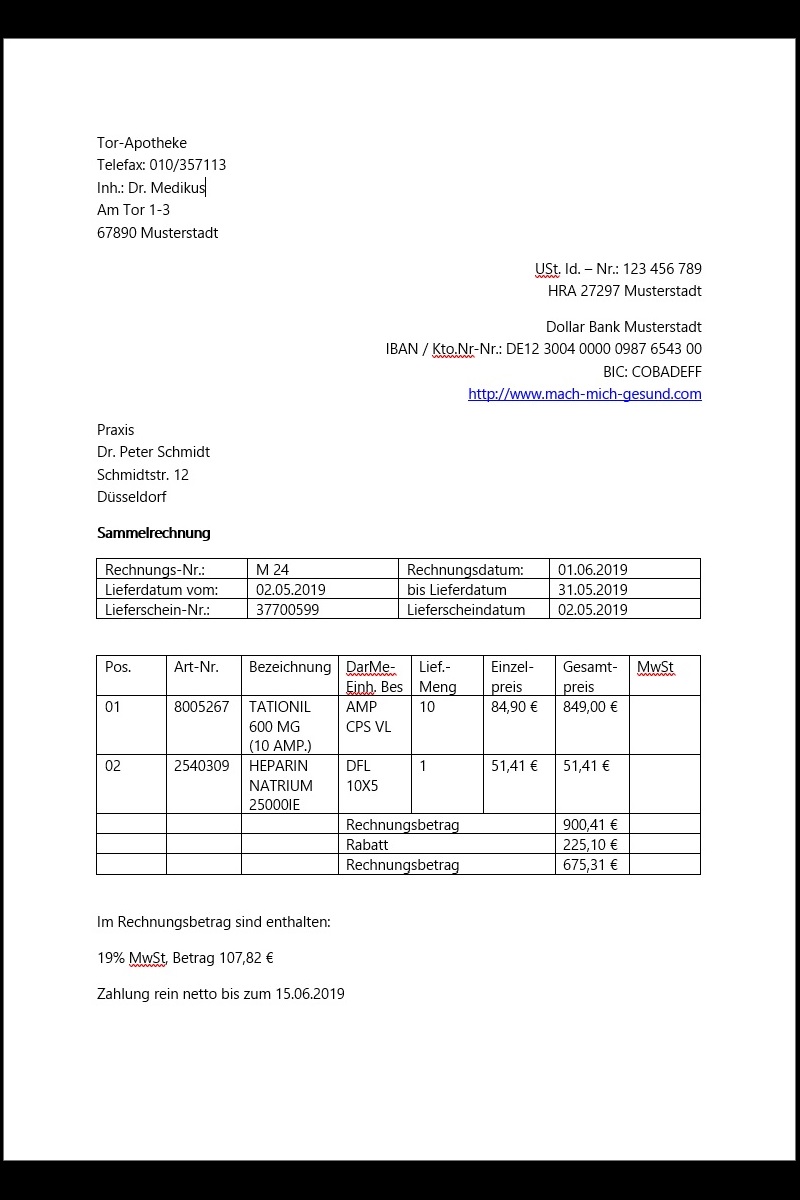 Tor-Apotheke
Telefax: 010/357113
Inh.: Dr. Medikus
Am Tor 1-3
67890 Musterstadt
USt. Id. – Nr.: 123 456 789
HRA 27297 Musterstadt
Dollar Bank Musterstadt
IBAN / Kto.Nr-Nr.: DE12 3004 0000 0987 6543 00
BIC: COBADEFF
http://www.mach-mich-gesund.com
Praxis
Dr. Peter Schmidt
Schmidtstr. 12
Düsseldorf
Sammelrechnung
Rechnungs-Nr.: M 24 Rechnungsdatum: 01.06.2019
Lieferdatum vom: 02.05.2019 bis Lieferdatum 31.05.2019
Lieferschein-Nr.: 37700599 Lieferscheindatum 02.05.2019
Pos. Art-Nr. Bezeichnung DarMe- Lief.- Einzel- Gesamt- MwSt
Einh. Bes Meng preis preis
01 8005267 TATIONIL AMP 10 84,90 € 849,00 €
600 MG CPS VL
(10 AMP.)
02 2540309 HEPARIN DFL 1 51,41 € 51,41 €
NATRIUM 10X5
25000IE
Rechnungsbetrag 900,41 €
Rabatt 225,10 €
Rechnungsbetrag 675,31 €
Im Rechnungsbetrag sind enthalten:
19% MwSt, Betrag 107,82 €
Zahlung rein netto bis zum 15.06.2019